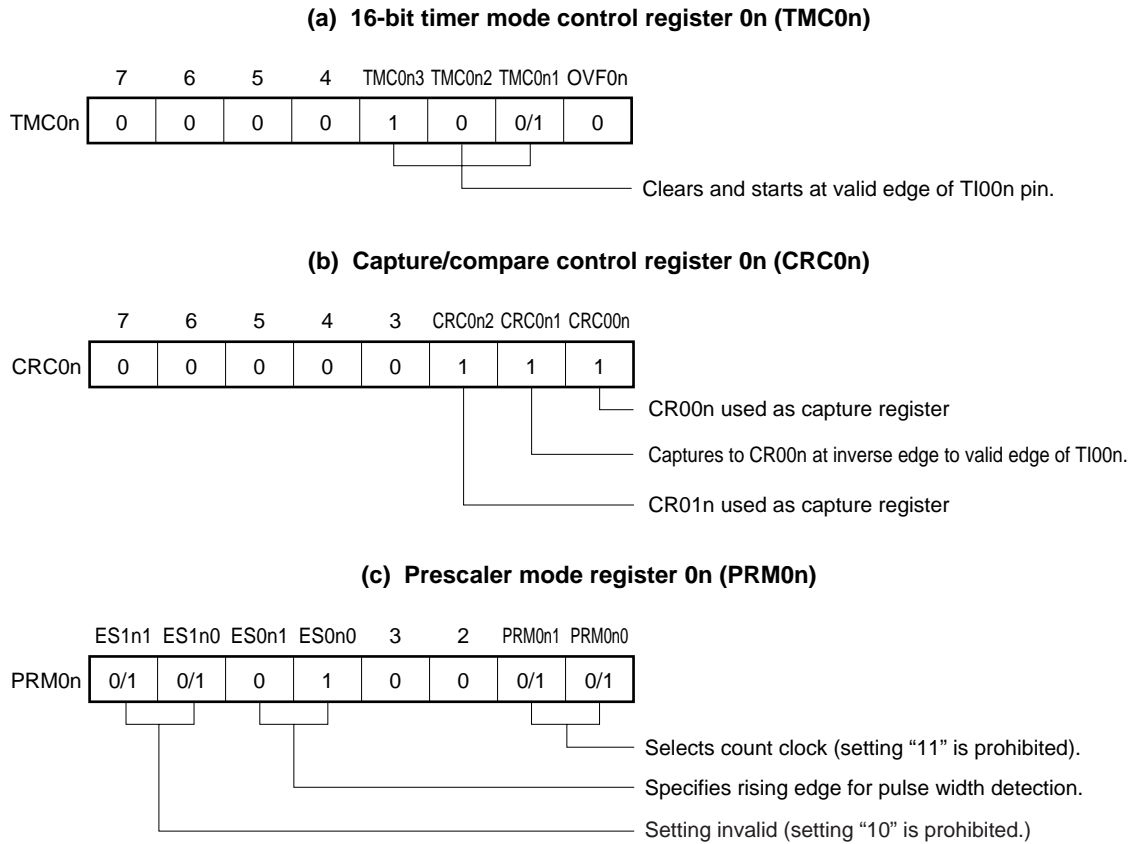 (a) 16-bit timer mode control register 0n (TMC0n)
7 6 5 4 TMC0n3 TMC0n2 TMC0n1 OVF0n
TMC0n 0 0 0 0 1 0 0/1 0
Clears and starts at valid edge of TI00n pin.
(b) Capture/compare control register 0n (CRC0n)
7 6 5 4 3 CRC0n2 CRC0n1 CRC00n
CRC0n 0 0 0 0 0 1 1 1
CR00n used as capture register
Captures to CR00n at inverse edge to valid edge of TI00n.
CR01n used as capture register
(c) Prescaler mode register 0n (PRM0n)
ES1n1 ES1n0 ES0n1 ES0n0 3 2 PRM0n1 PRM0n0
PRM0n 0/1 0/1 0 1 0 0 0/1 0/1
Selects count clock (setting “11” is prohibited).
Specifies rising edge for pulse width detection.
Setting invalid (setting “10” is prohibited.)